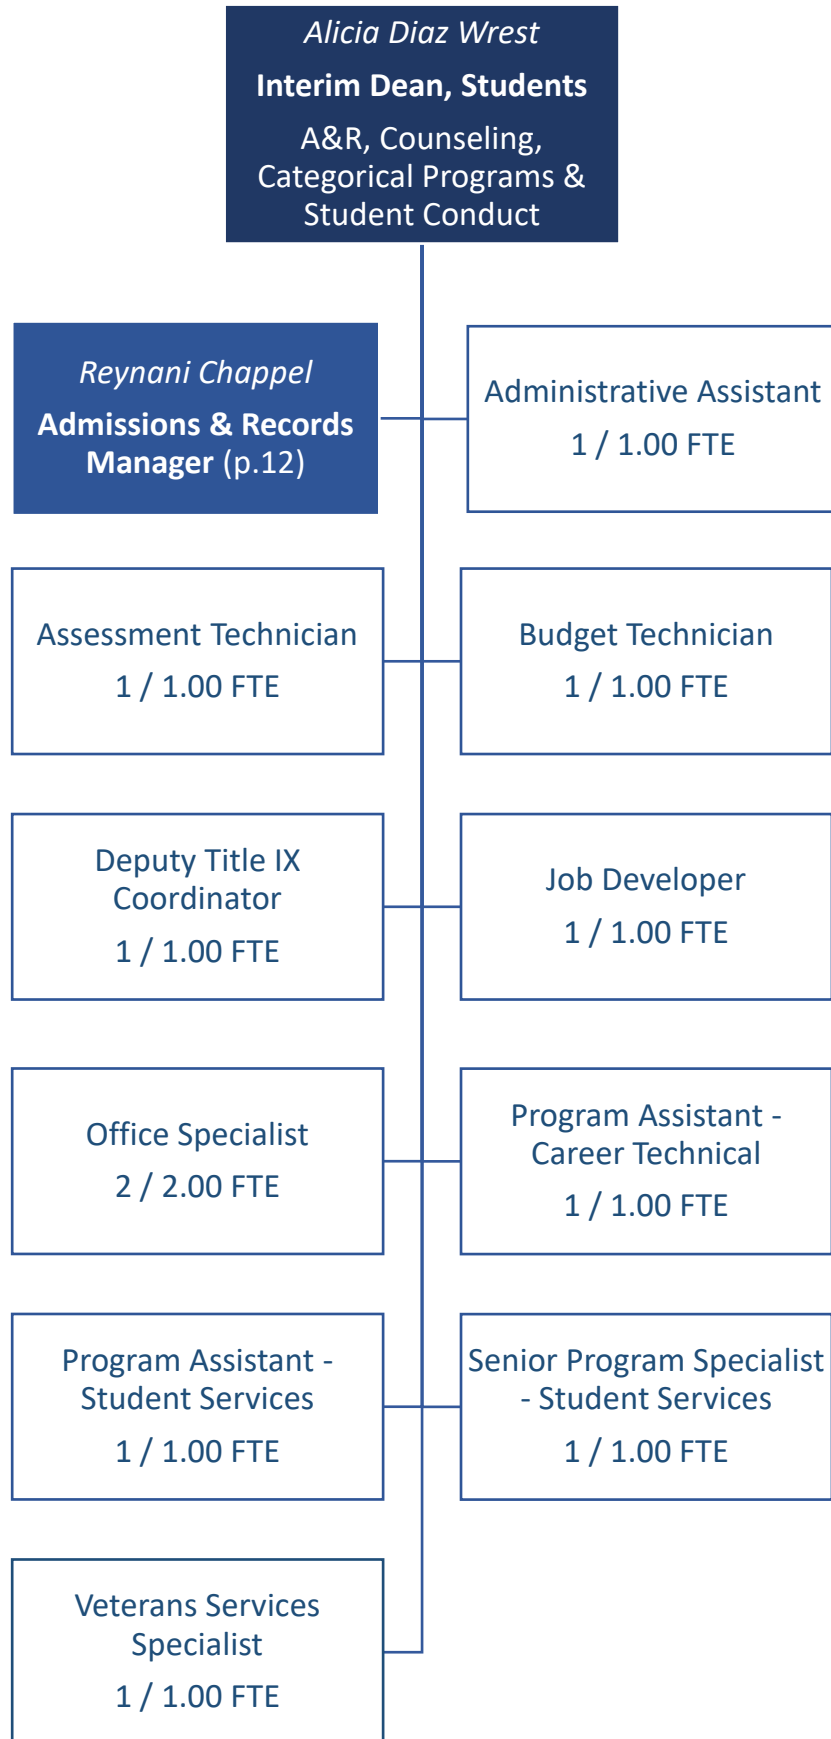 Alicia Diaz Wrest
Interim Dean, Students
A&R, Counseling,
Categorical Programs &
Student Conduct
Reynani Chappel
Admissions & Records
Manager (p.12)
Administrative Assistant
1 / 1.00 FTE
Assessment Technician
1 / 1.00 FTE
Budget Technician
1 / 1.00 FTE
Deputy Title IX
Coordinator
1 / 1.00 FTE
Job Developer
1 / 1.00 FTE
Office Specialist
2 / 2.00 FTE
Program Assistant -
Career Technical
1 / 1.00 FTE
Program Assistant -
Student Services
1 / 1.00 FTE
Senior Program Specialist
- Student Services
1 / 1.00 FTE
Veterans Services
Specialist
1 / 1.00 FTE